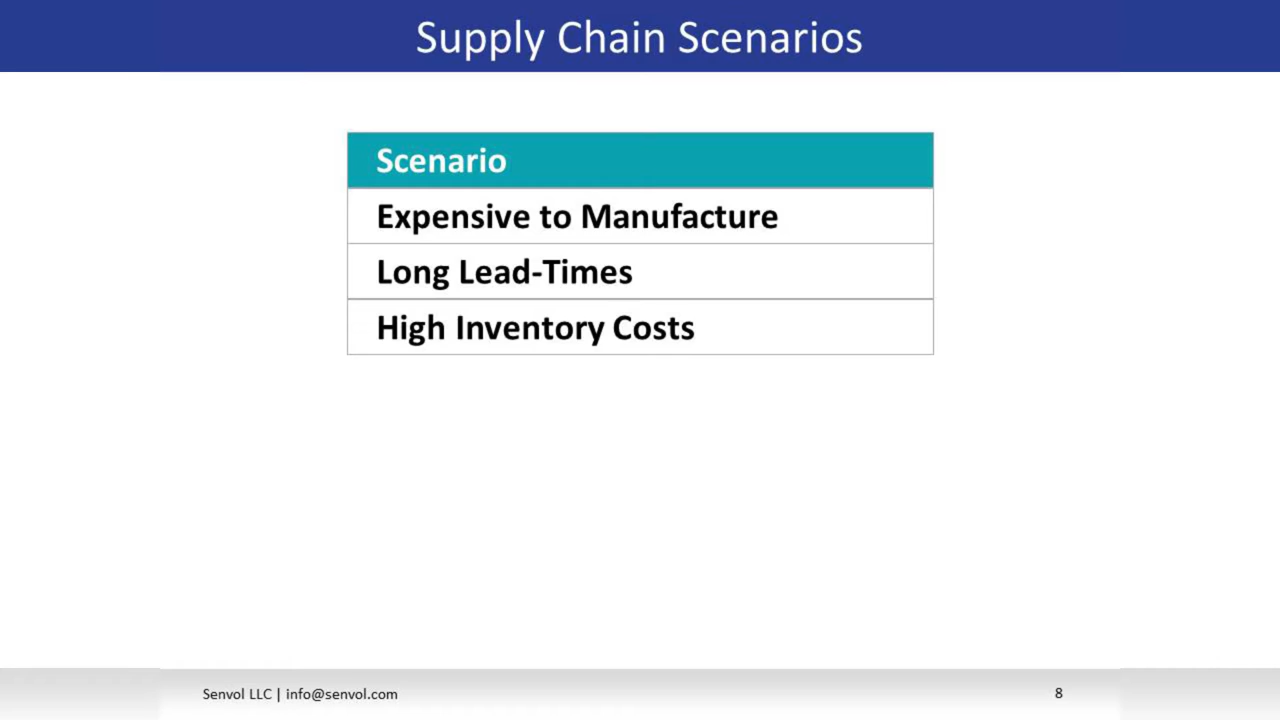 Supply Chain Scenarios
Scenario
Expensive to Manufacture
Long Lead-Times
High Inventory Costs
Senvol LLC | info@senvol.com
8